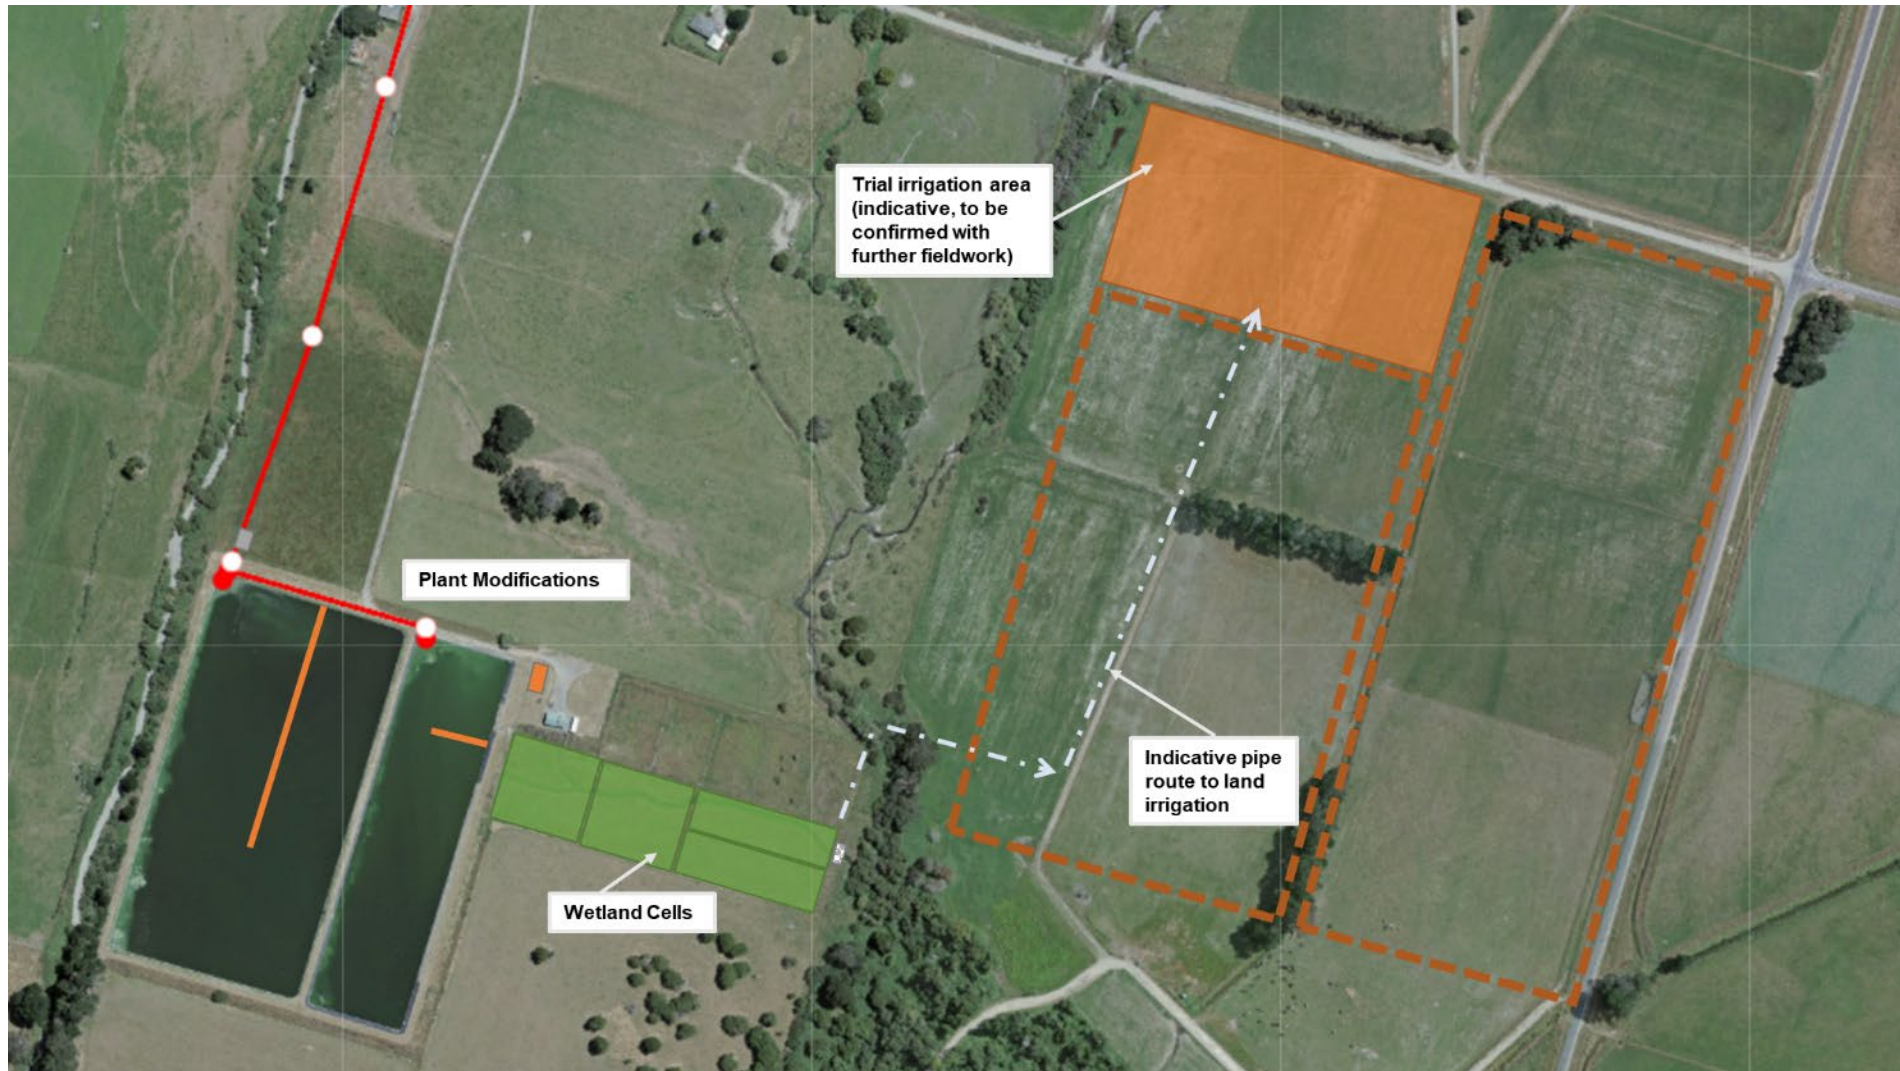 Trial irrigation area
(indicative, to be
confirmed with
further fieldwork)
Plant Modifications
Indicative pipe
route to land
irrigation
Wetland Cells